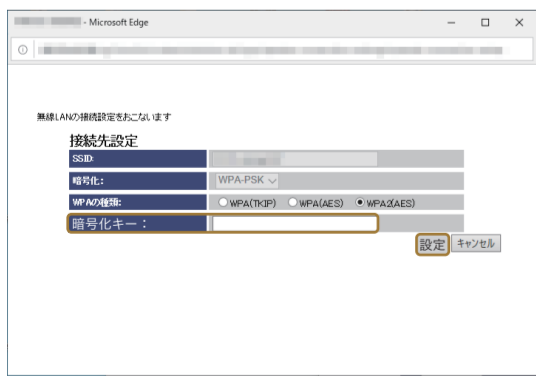 - Microsoft Edge
無線LANの接続設定をおこないます
接続先設定
SSID:
暗号化: WPA-PSK
WPAの種類: WPA(TKIP) WPA(AES) WPA2(AES)
暗号化キー：
設定 キャンセル